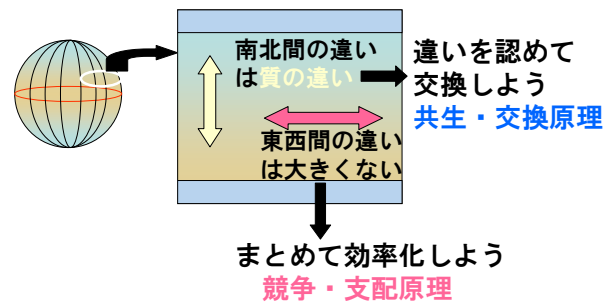 南北間の違い
は質の違い
違いを認めて
交換しよう
共生・交換原理
東西間の違い
は大きくない
まとめて効率化しよう
競争・支配原理